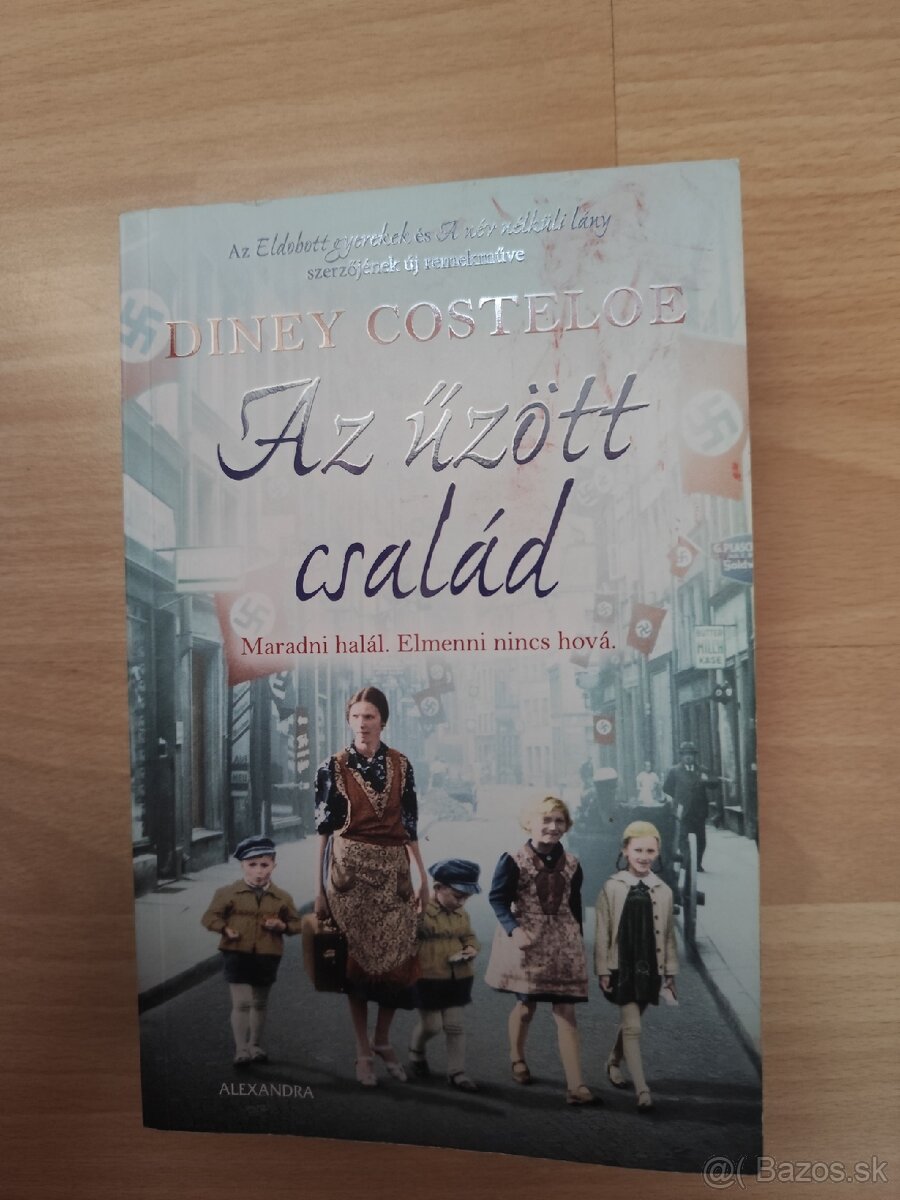 Az Eldobott gyerekek és A név nélküli lány
szerzőjének új remekműve
DINEY COSTELOE
Az űzött
család
Maradni halál. Elmenni nincs hová.
BUTTER
MILCH
KÄSE
ALEXANDRA
@( Bazos.sk